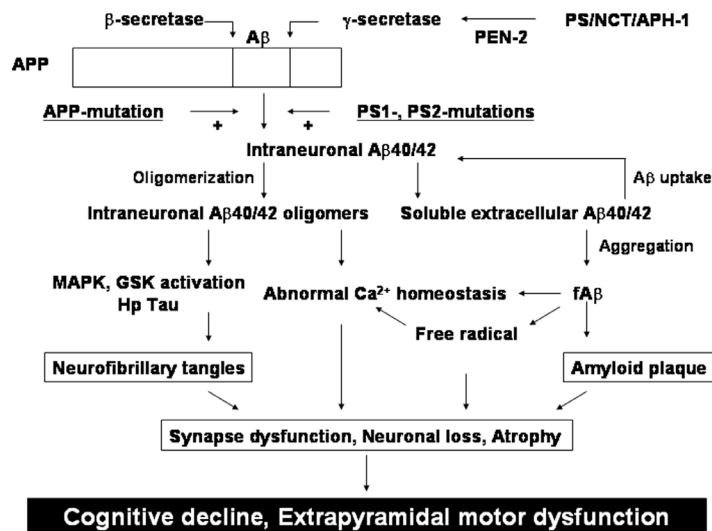 β-secretase
Aβ
γ-secretase
PS/NCT/APH-1
PEN-2
APP
APP-mutation
PS1-, PS2-mutations
+
+
Intraneuronal Aβ40/42
Oligomerization
Aβ uptake
Intraneuronal Aβ40/42 oligomers
Soluble extracellular Aβ40/42
Aggregation
MAPK, GSK activation
Hp Tau
Abnormal Ca²⁺ homeostasis
fAβ
Free radical
Neurofibrillary tangles
Amyloid plaque
Synapse dysfunction, Neuronal loss, Atrophy
Cognitive decline, Extrapyramidal motor dysfunction